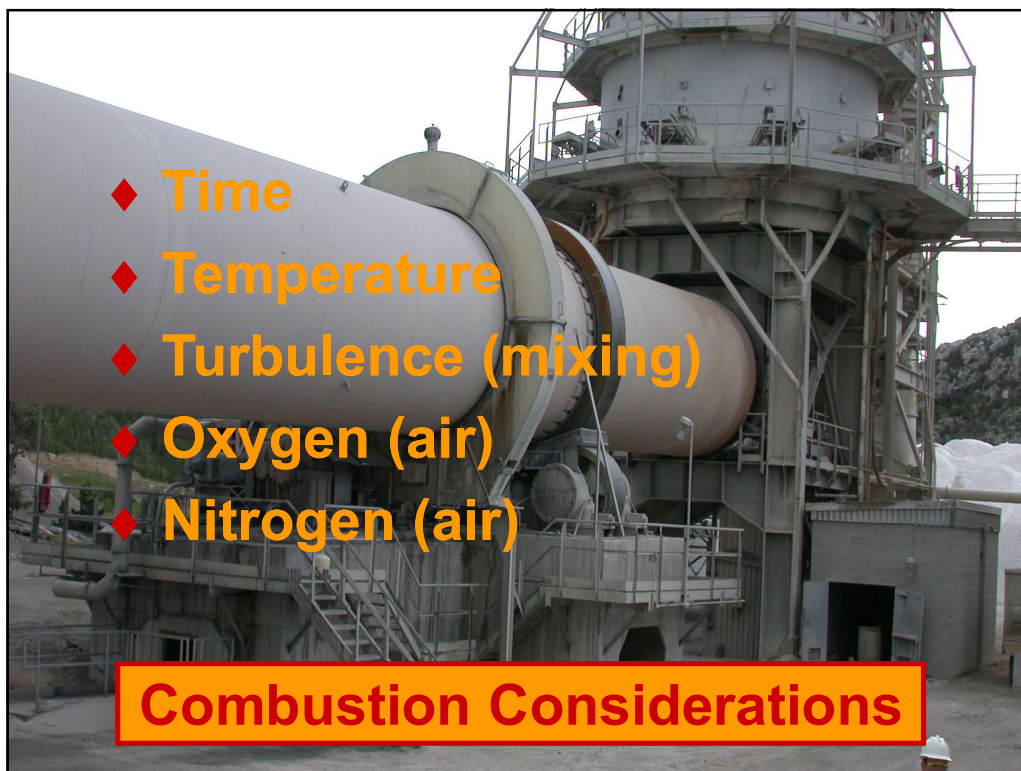 Time
Temperature
Turbulence (mixing)
Oxygen (air)
Nitrogen (air)
Combustion Considerations